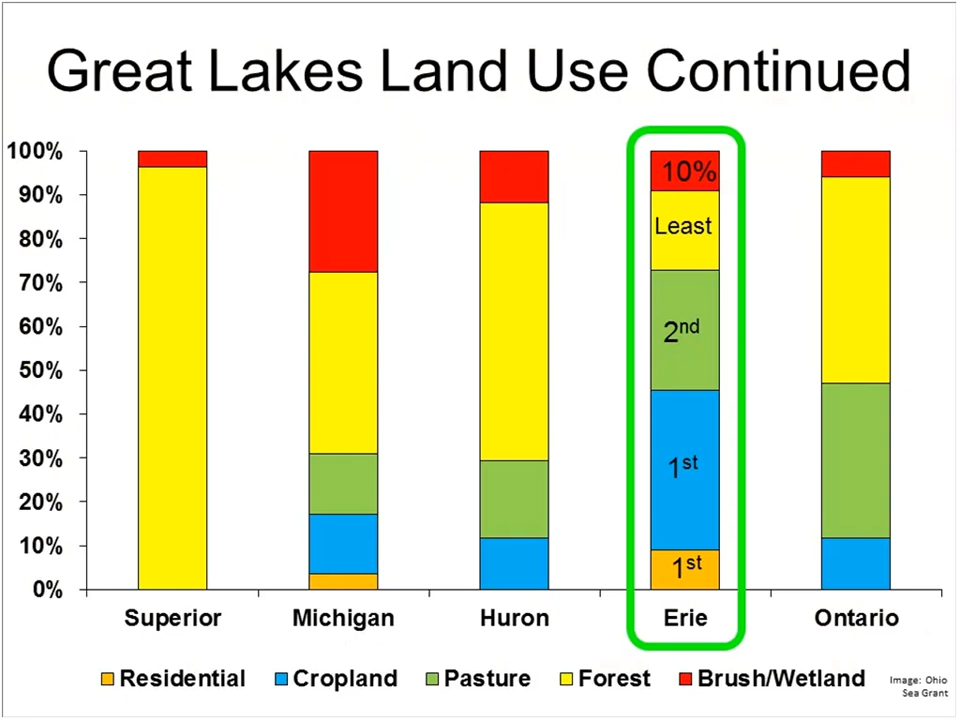 Great Lakes Land Use Continued
100%
90%
80%
70%
60%
50%
40%
30%
20%
10%
0%
10%
Least
2nd
1st
1st
Superior Michigan Huron Erie Ontario
Residential Cropland Pasture Forest Brush/Wetland
Image: Ohio
Sea Grant